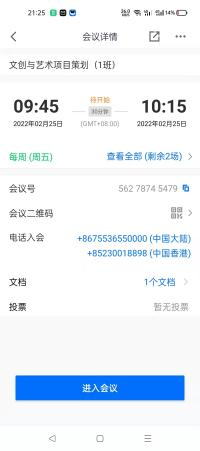 21:25
14%
会议详情
文创与艺术项目策划（1班）
待开始
09:45
30分钟
10:15
2022年02月25日
(GMT+08:00)
2022年02月25日
每周 (周五)
查看全部 (剩余2场)
会议号
562 7874 5479
会议二维码
电话入会
+8675536550000 (中国大陆)
+85230018898 (中国香港)
文档
1个文档
投票
暂无投票
进入会议